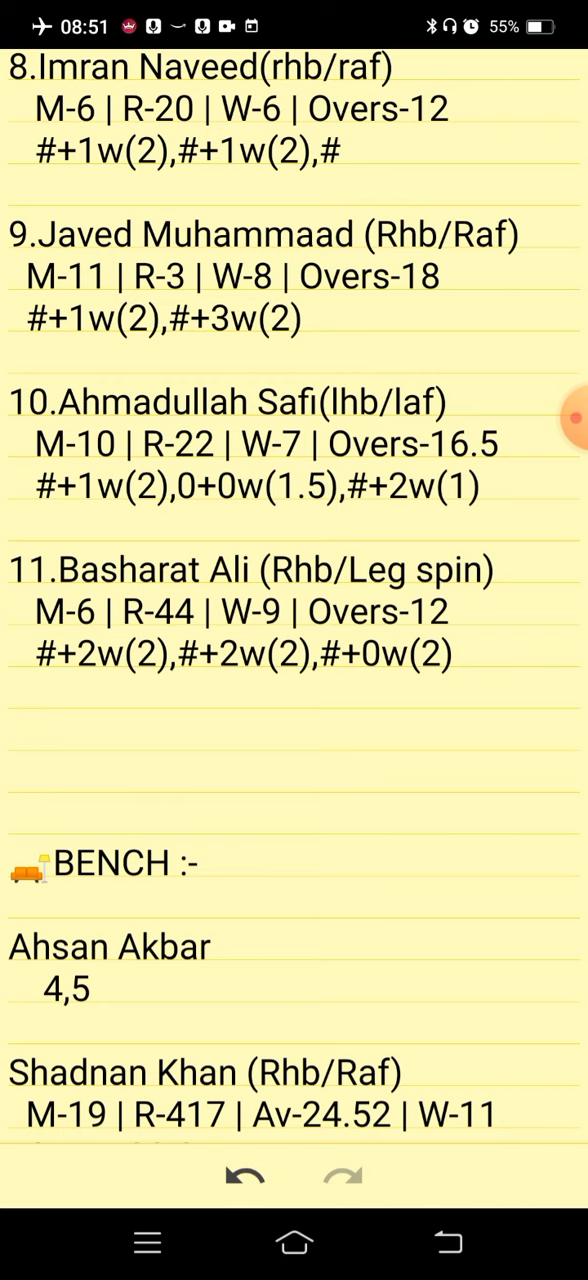 08:51
55%
8.Imran Naveed(rhb/raf)
M-6 | R-20 | W-6 | Overs-12
#+1w(2),#+1w(2),#
9.Javed Muhammaad (Rhb/Raf)
M-11 | R-3 | W-8 | Overs-18
#+1w(2),#+3w(2)
10.Ahmadullah Safi(lhb/laf)
M-10 | R-22 | W-7 | Overs-16.5
#+1w(2),0+0w(1.5),#+2w(1)
11.Basharat Ali (Rhb/Leg spin)
M-6 | R-44 | W-9 | Overs-12
#+2w(2),#+2w(2),#+0w(2)
BENCH :-
Ahsan Akbar
4,5
Shadnan Khan (Rhb/Raf)
M-19 | R-417 | Av-24.52 | W-11